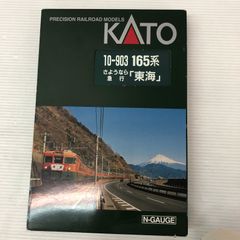 PRECISION RAILROAD MODELS
KATO
10-903 165系
さようなら
急行「東海」
N-GAUGE